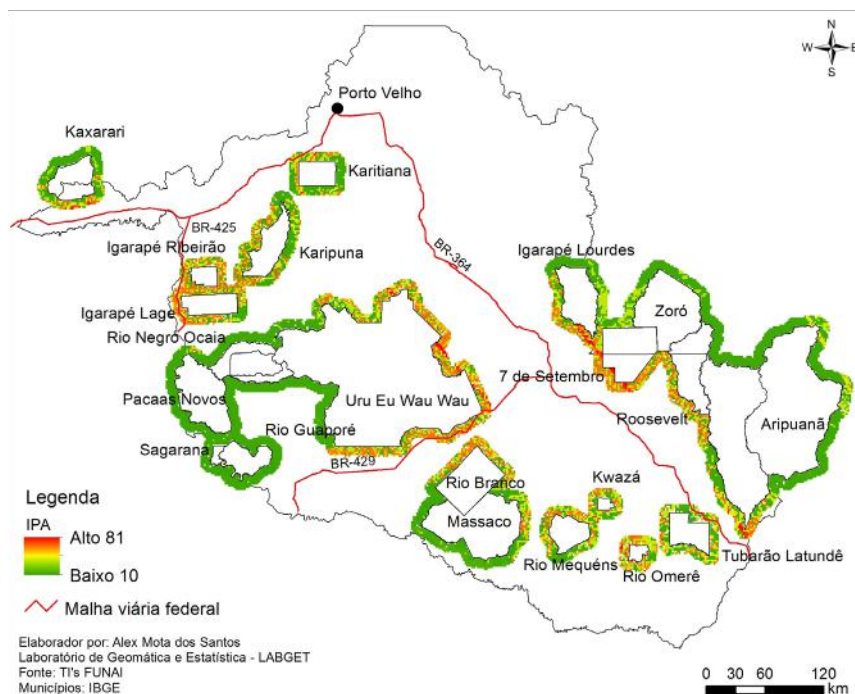 N
W E
S
Porto Velho
Kaxarari
Karitiana
BR-425
Igarapé Ribeirão
Karipuna
BR-364
Igarapé Lourdes
Igarapé Lage
Zoró
Rio Negro Ocaia
7 de Setembro
Pacaas Novos
Uru Eu Wau Wau
Roosevelt
Aripuanã
Rio Guaporé
Sagarana
BR-429
Kwazá
Rio Branco
Massaco
Rio Mequéns
Rio Omerê
Tubarão Latundê
Legenda
IPA
Alto 81
Baixo 10
Malha viária federal
Elaborador por: Alex Mota dos Santos
Laboratório de Geomática e Estatística - LABGET
Fonte: TI's FUNAI
Municípios: IBGE
0 30 60 120
km